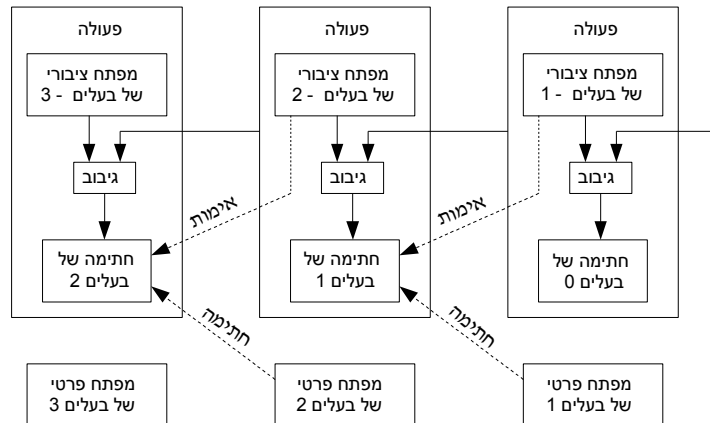 פעולה
מפתח ציבורי
של בעלים - 1
גיבוב
חתימה של
בעלים 0
פעולה
מפתח ציבורי
של בעלים - 2
גיבוב
חתימה של
בעלים 1
פעולה
מפתח ציבורי
של בעלים - 3
גיבוב
חתימה של
בעלים 2
אימות
אימות
חתימה
חתימה
מפתח פרטי
של בעלים 1
מפתח פרטי
של בעלים 2
מפתח פרטי
של בעלים 3